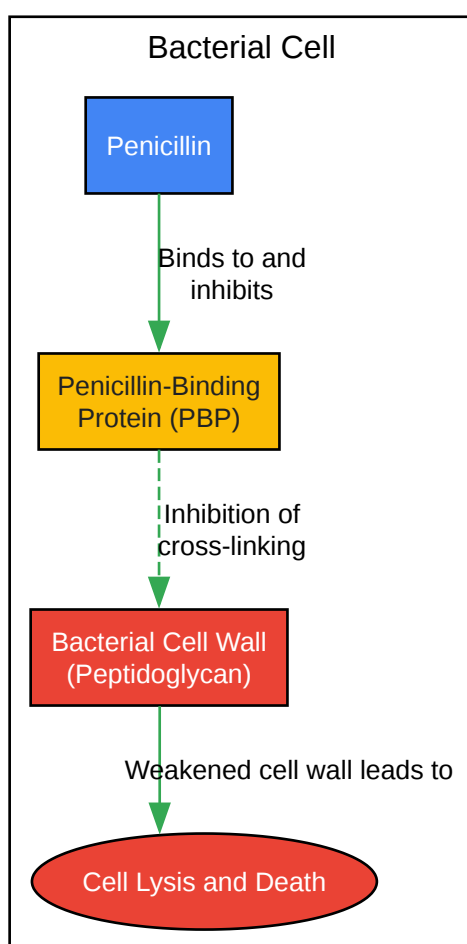 Bacterial Cell
Penicillin
Binds to and
inhibits
Penicillin-Binding
Protein (PBP)
Inhibition of
cross-linking
Bacterial Cell Wall
(Peptidoglycan)
Weakened cell wall leads to
Cell Lysis and Death